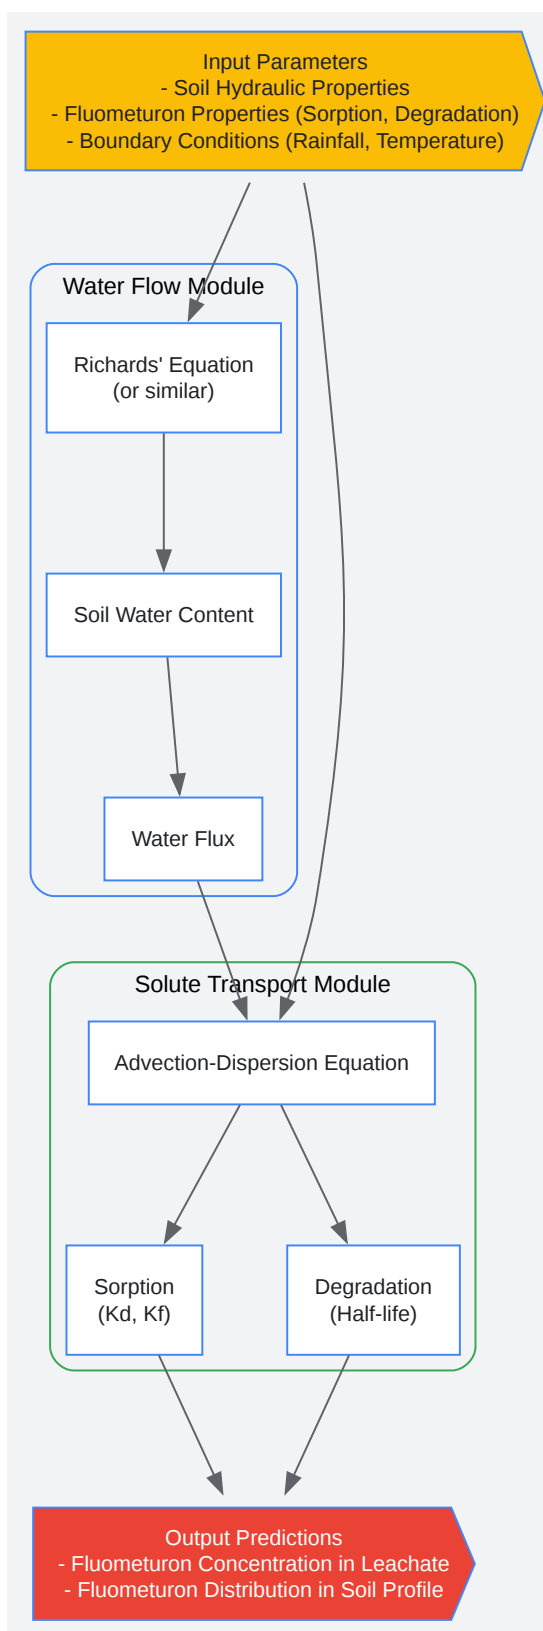 Input Parameters
- Soil Hydraulic Properties
- Fluometuron Properties (Sorption, Degradation)
- Boundary Conditions (Rainfall, Temperature)
Water Flow Module
Richards' Equation
(or similar)
Soil Water Content
Water Flux
Solute Transport Module
Advection-Dispersion Equation
Sorption
(Kd, Kf)
Degradation
(Half-life)
Output Predictions
- Fluometuron Concentration in Leachate
- Fluometuron Distribution in Soil Profile